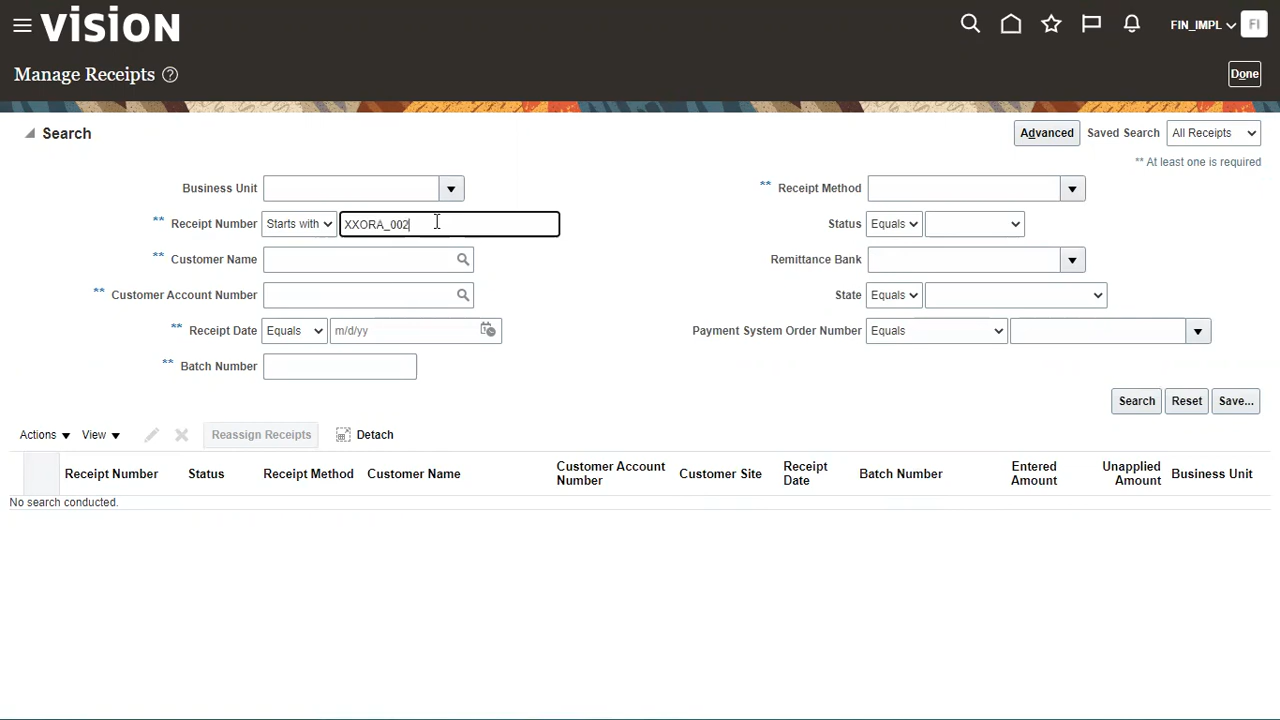 VISION
FIN_IMPL FI
Manage Receipts ?
Done
Search
Advanced Saved Search All Receipts
** At least one is required
Business Unit
** Receipt Method
** Receipt Number Starts with XXORA_002
Status Equals
** Customer Name
Remittance Bank
** Customer Account Number
State Equals
** Receipt Date Equals m/d/yy
Payment System Order Number Equals
** Batch Number
Search Reset Save...
Actions View Reassign Receipts Detach
Receipt Number Status Receipt Method Customer Name Customer Account Number Customer Site Receipt Date Batch Number Entered Amount Unapplied Amount Business Unit
No search conducted.